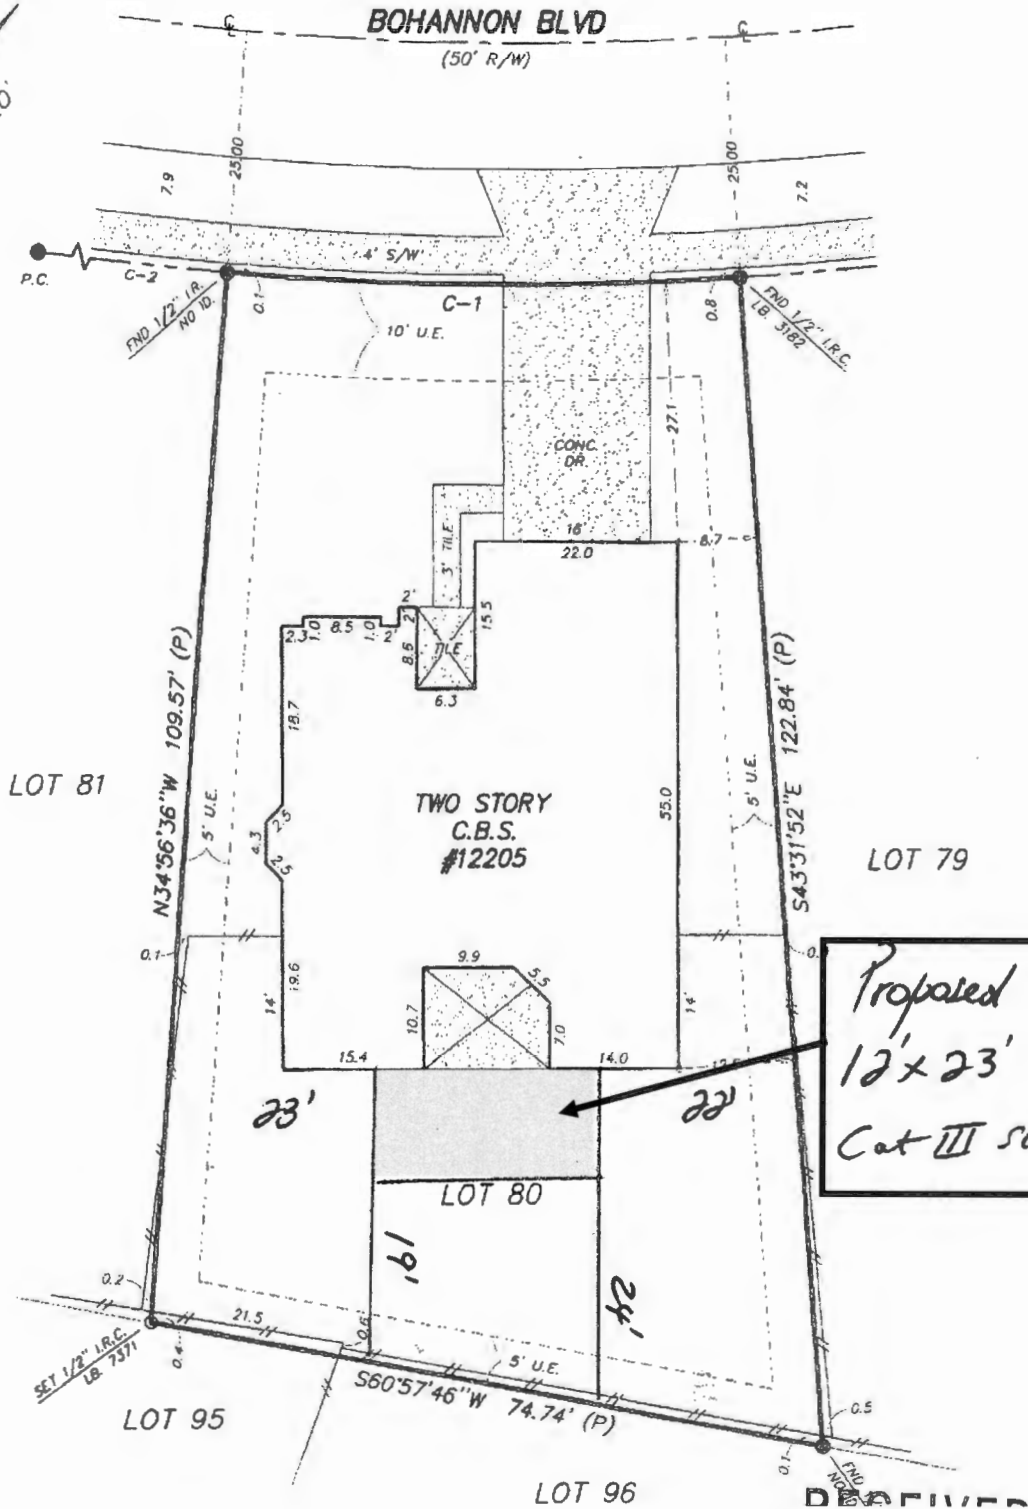 BOHANNON BLVD
(50' R/W)
25.00
25.00
7.9
7.2
4' S/W
P.C.
C-2
C-1
FND 1/2" I.R.
NO ID.
0.1
0.8
FND 1/2" I.R.C.
LB. 3182
10' U.E.
27.1
CONC.
DR.
16'
22.0
8.7
3' TILE
15.5
2'
2'
2.3
1.0
8.5
1.0
2'
8.6
TILE
6.3
18.7
N34°56'36"W 109.57' (P)
S43°31'52"E 122.84' (P)
LOT 81
5' U.E.
2.5
4.3
2.5
TWO STORY
C.B.S.
#12205
55.0
5' U.E.
LOT 79
0.1
19.6
14'
9.9
5.5
10.7
7.0
14'
15.4
14.0
Proposed
12' x 23'
Cat III
23'
22'
LOT 80
19'
24'
0.2
21.5
0.6
0.4
SET 1/2" I.R.C.
LB. 7371
5' U.E.
S60°57'46"W 74.74' (P)
0.5
0.1
FND
LOT 95
LOT 96
RECEIVED